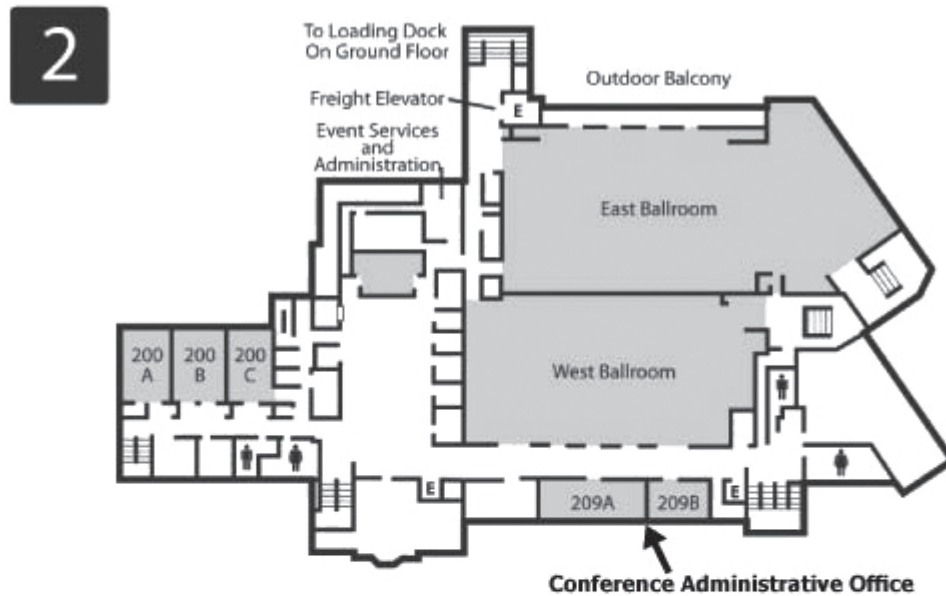 2
To Loading Dock
On Ground Floor
Outdoor Balcony
Freight Elevator
E
Event Services
and
Administration
East Ballroom
200
A
200
B
200
C
West Ballroom
E
209A
209B
E
Conference Administrative Office